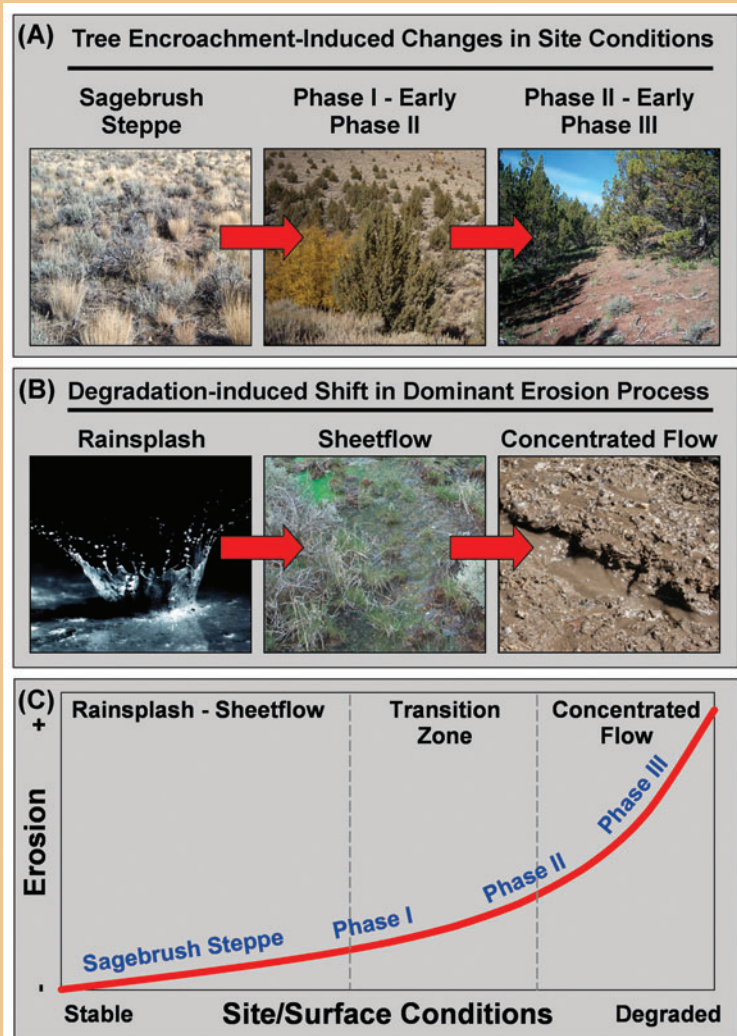 (A) Tree Encroachment-Induced Changes in Site Conditions
Sagebrush
Steppe
Phase I - Early
Phase II
Phase II - Early
Phase III
(B) Degradation-induced Shift in Dominant Erosion Process
Rainsplash
Sheetflow
Concentrated Flow
(C)
+
Erosion
-
Rainsplash - Sheetflow
Transition
Zone
Concentrated
Flow
Sagebrush Steppe
Phase I
Phase II
Phase III
Stable
Site/Surface Conditions
Degraded